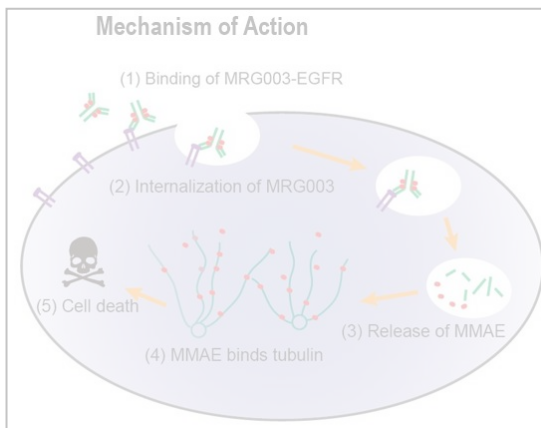 Mechanism of Action
(1) Binding of MRG003-EGFR
(2) Internalization of MRG003
(3) Release of MMAE
(4) MMAE binds tubulin
(5) Cell death